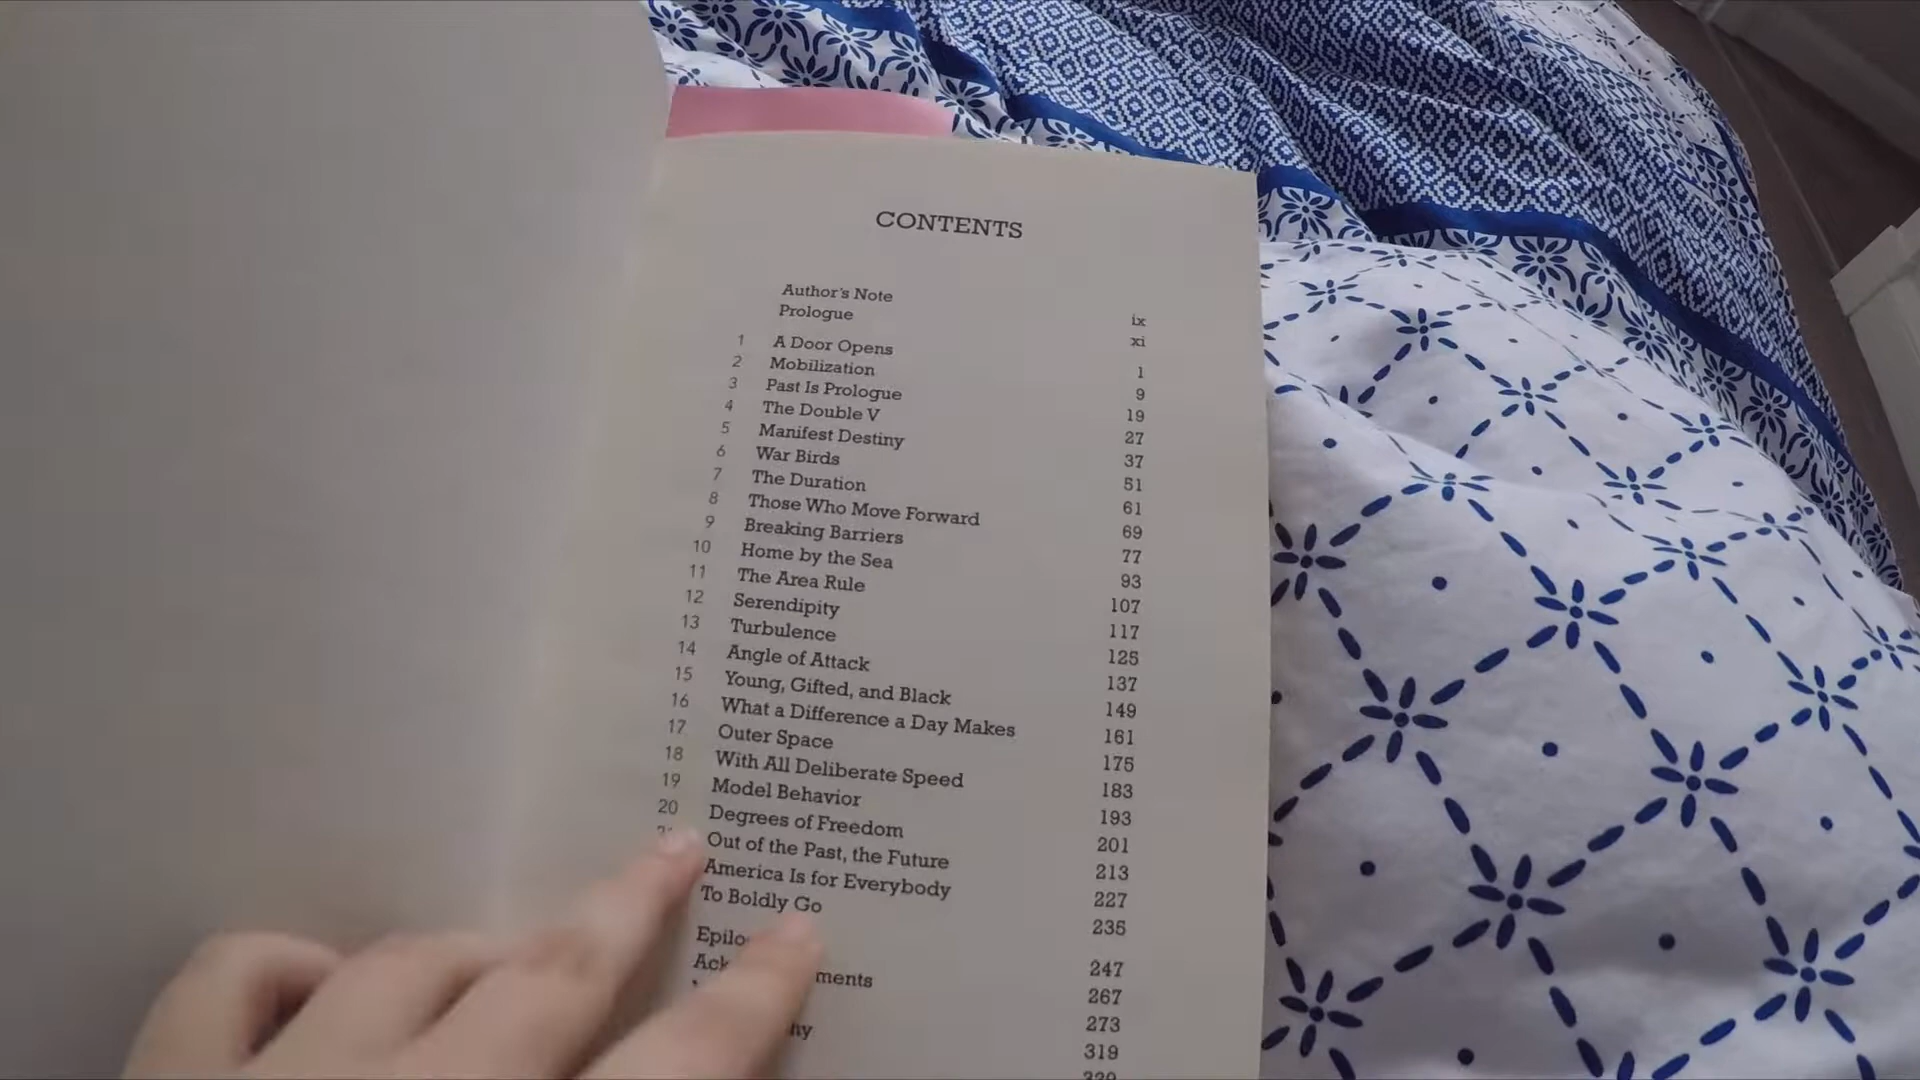 CONTENTS
Author's Note ix
Prologue xi
1 A Door Opens 1
2 Mobilization 9
3 Past Is Prologue 19
4 The Double V 27
5 Manifest Destiny 37
6 War Birds 51
7 The Duration 61
8 Those Who Move Forward 69
9 Breaking Barriers 77
10 Home by the Sea 93
11 The Area Rule 107
12 Serendipity 117
13 Turbulence 125
14 Angle of Attack 137
15 Young, Gifted, and Black 149
16 What a Difference a Day Makes 161
17 Outer Space 175
18 With All Deliberate Speed 183
19 Model Behavior 193
20 Degrees of Freedom 201
Out of the Past, the Future 213
America Is for Everybody 227
To Boldly Go 235
Epilo 247
Ack ments 267
273
hy 319